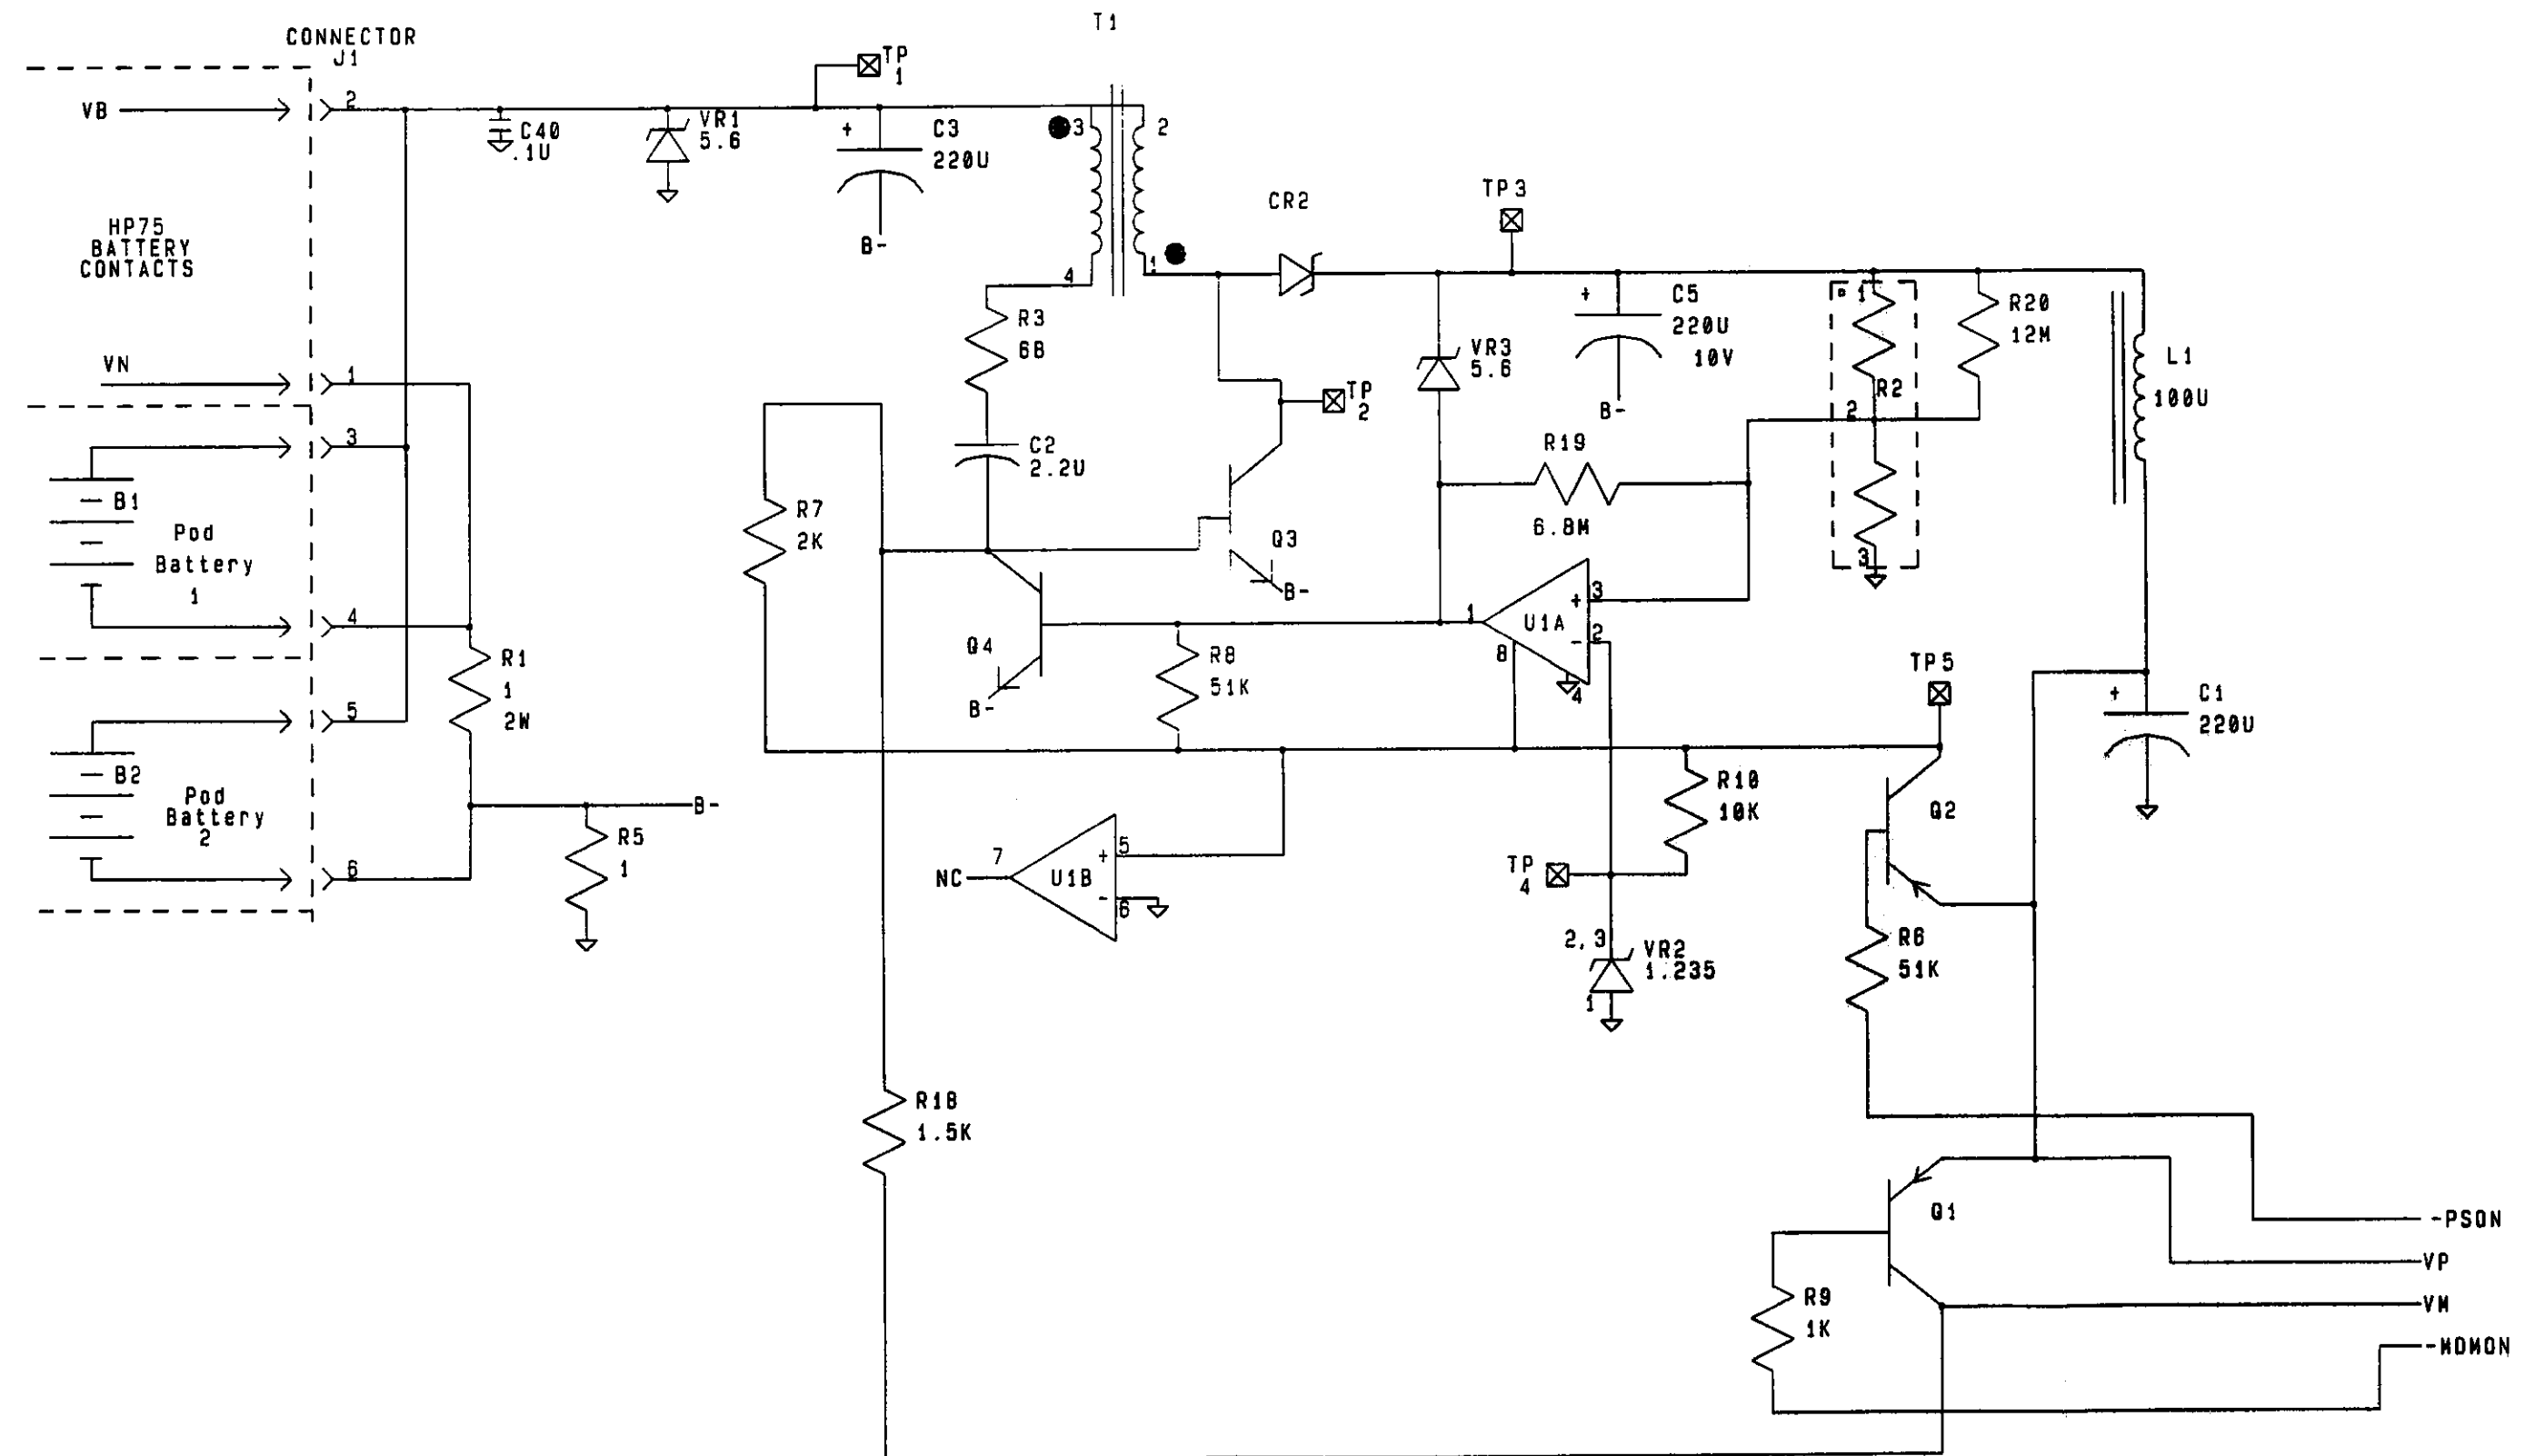 T1
CONNECTOR
J1
TP
1
VB
2
C40
.1U
VR1
5.6
+
C3
220U
3
2
B-
HP75
BATTERY
CONTACTS
4
1
CR2
TP3
R3
68
VR3
5.6
+
C5
220U
10V
B-
1
R2
2
3
R20
12M
L1
100U
VN
1
3
TP
2
C2
2.2U
R19
6.8M
B1
Pod
Battery
1
R7
2K
Q3
B-
4
Q4
B-
1
U1A
+
3
-
2
8
4
R8
51K
R1
1
2W
TP5
+
C1
220U
5
B2
Pod
Battery
2
6
B-
R5
1
R10
10K
Q2
NC
7
U1B
+
5
-
6
TP
4
2,3
VR2
1.235
1
R6
51K
R18
1.5K
Q1
-PSON
VP
R9
1K
VM
-MDMON